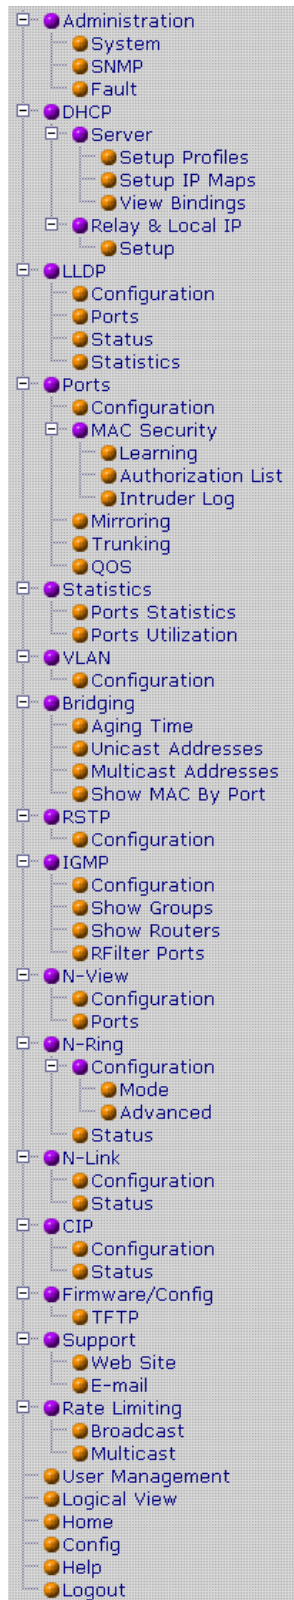 Administration
System
SNMP
Fault
DHCP
Server
Setup Profiles
Setup IP Maps
View Bindings
Relay & Local IP
Setup
LLDP
Configuration
Ports
Status
Statistics
Ports
Configuration
MAC Security
Learning
Authorization List
Intruder Log
Mirroring
Trunking
QOS
Statistics
Ports Statistics
Ports Utilization
VLAN
Configuration
Bridging
Aging Time
Unicast Addresses
Multicast Addresses
Show MAC By Port
RSTP
Configuration
IGMP
Configuration
Show Groups
Show Routers
RFilter Ports
N-View
Configuration
Ports
N-Ring
Configuration
Mode
Advanced
Status
N-Link
Configuration
Status
CIP
Configuration
Status
Firmware/Config
TFTP
Support
Web Site
E-mail
Rate Limiting
Broadcast
Multicast
User Management
Logical View
Home
Config
Help
Logout